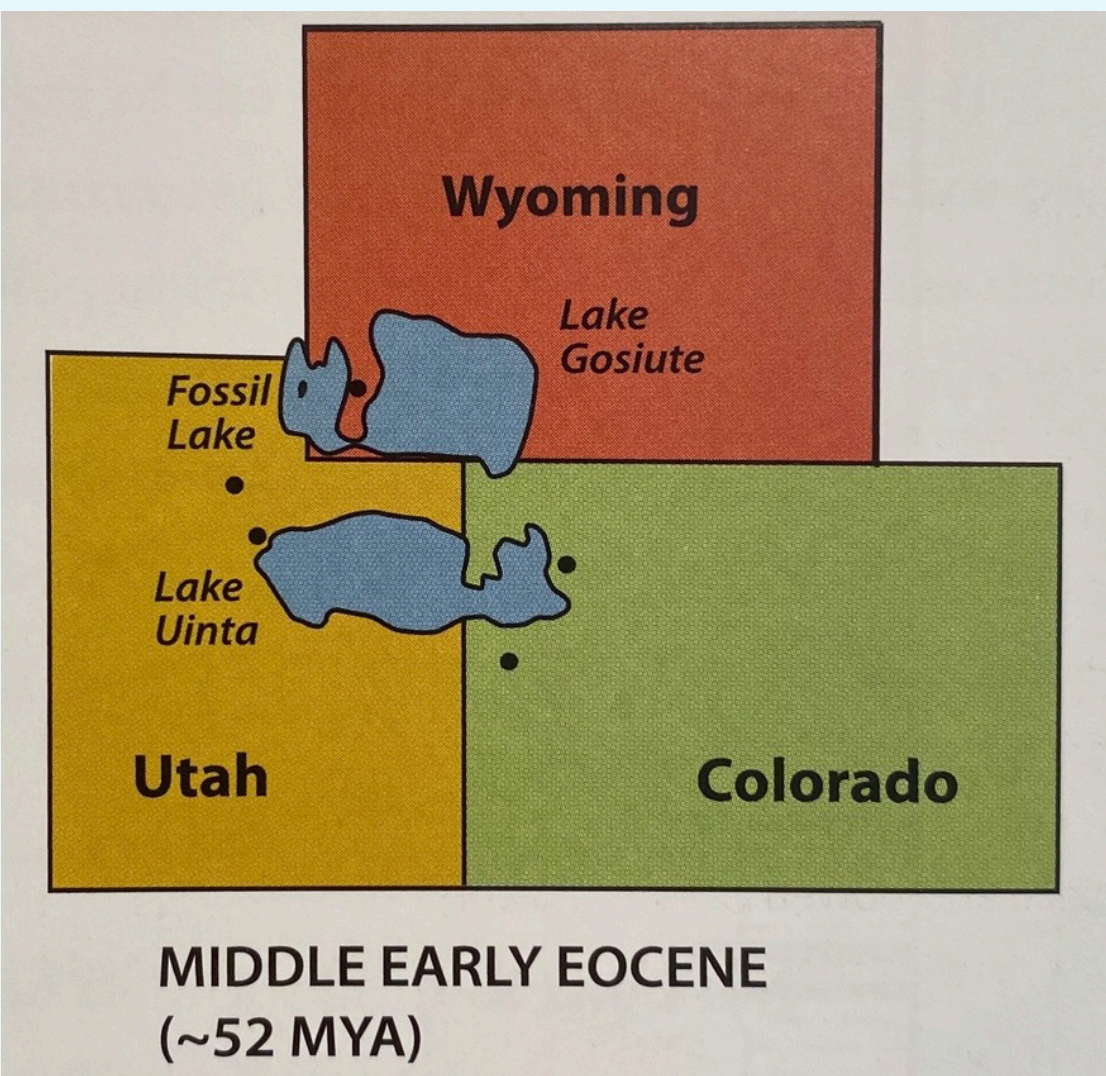 Wyoming
Lake
Gosiute
Fossil
Lake
Lake
Uinta
Utah
Colorado
MIDDLE EARLY EOCENE
(~52 MYA)